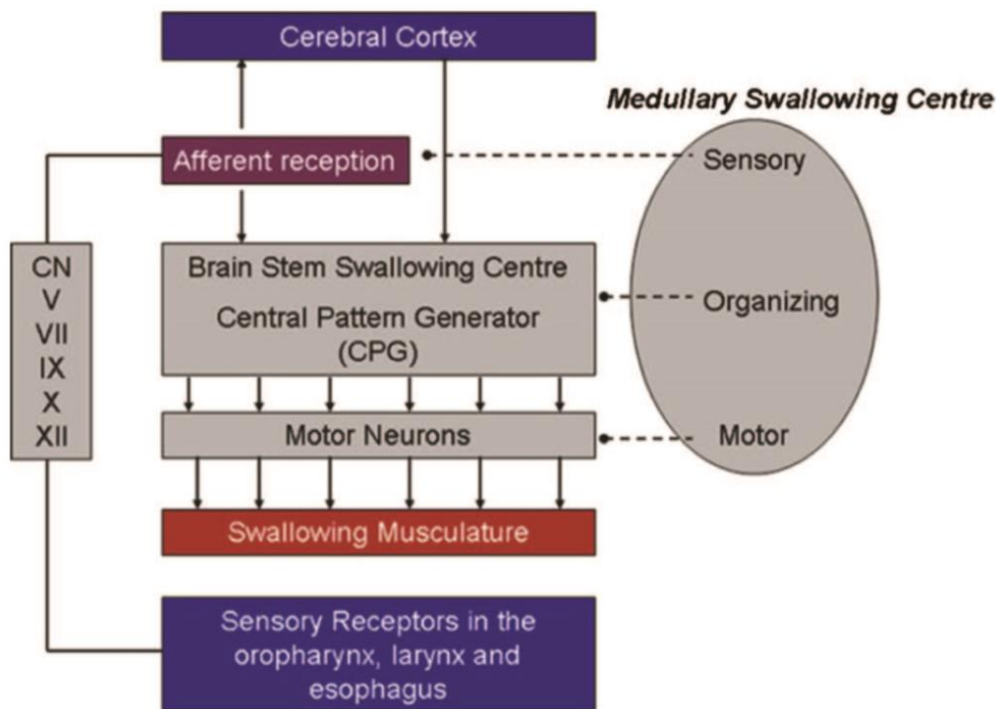 Cerebral Cortex
Medullary Swallowing Centre
Afferent reception
Sensory
CN
V
VII
IX
X
XII
Brain Stem Swallowing Centre
Central Pattern Generator
(CPG)
Organizing
Motor Neurons
Motor
Swallowing Musculature
Sensory Receptors in the
oropharynx, larynx and
esophagus